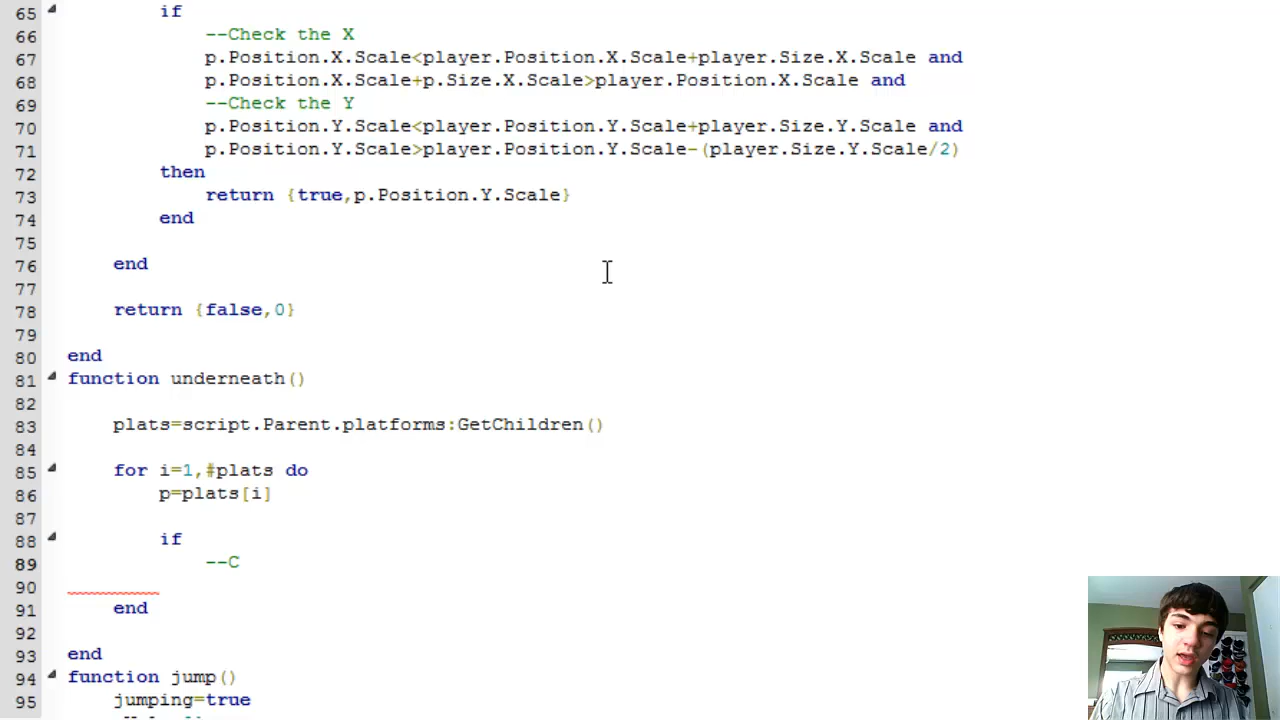 65 if
66 --Check the X
67 p.Position.X.Scale<player.Position.X.Scale+player.Size.X.Scale and
68 p.Position.X.Scale+p.Size.X.Scale>player.Position.X.Scale and
69 --Check the Y
70 p.Position.Y.Scale<player.Position.Y.Scale+player.Size.Y.Scale and
71 p.Position.Y.Scale>player.Position.Y.Scale-(player.Size.Y.Scale/2)
72 then
73 return {true,p.Position.Y.Scale}
74 end
75
76 end
77
78 return {false,0}
79
80 end
81 function underneath()
82
83 plats=script.Parent.platforms:GetChildren()
84
85 for i=1,#plats do
86 p=plats[i]
87
88 if
89 --C
90
91 end
92
93 end
94 function jump()
95 jumping=true